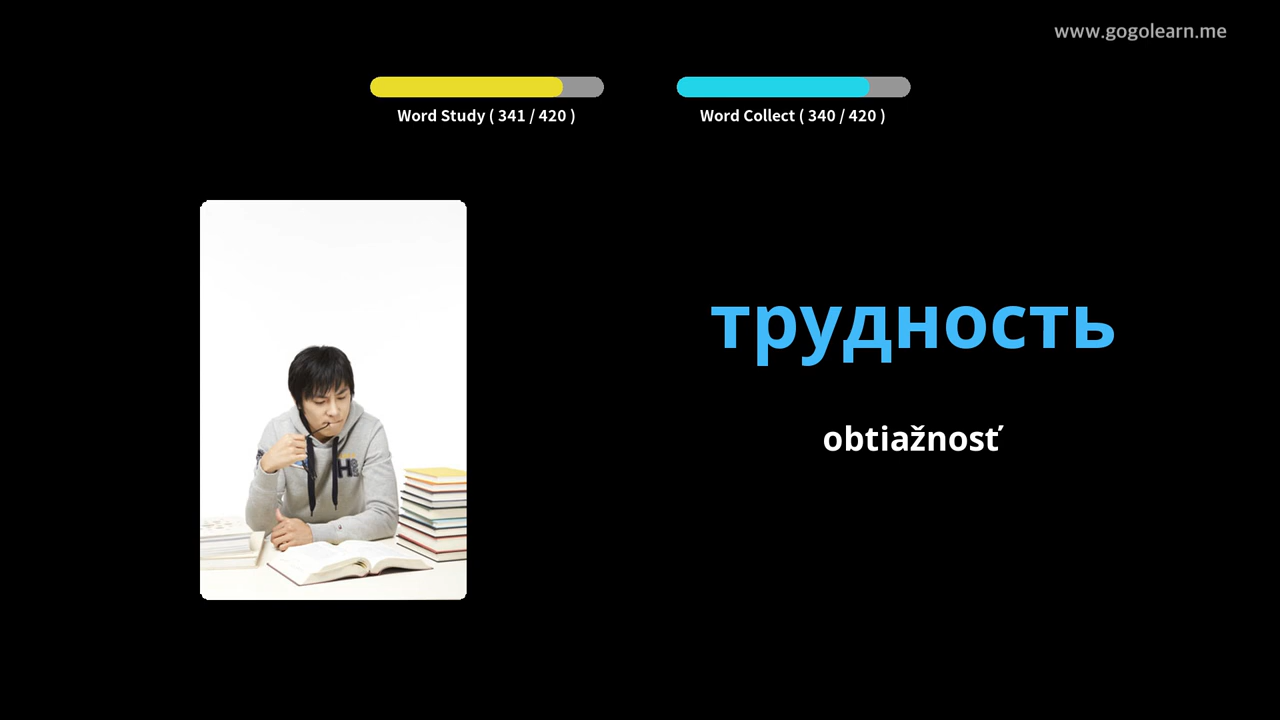 www.gogolearn.me
Word Study ( 341 / 420 )
Word Collect ( 340 / 420 )
трудность
obtiažnosť
H